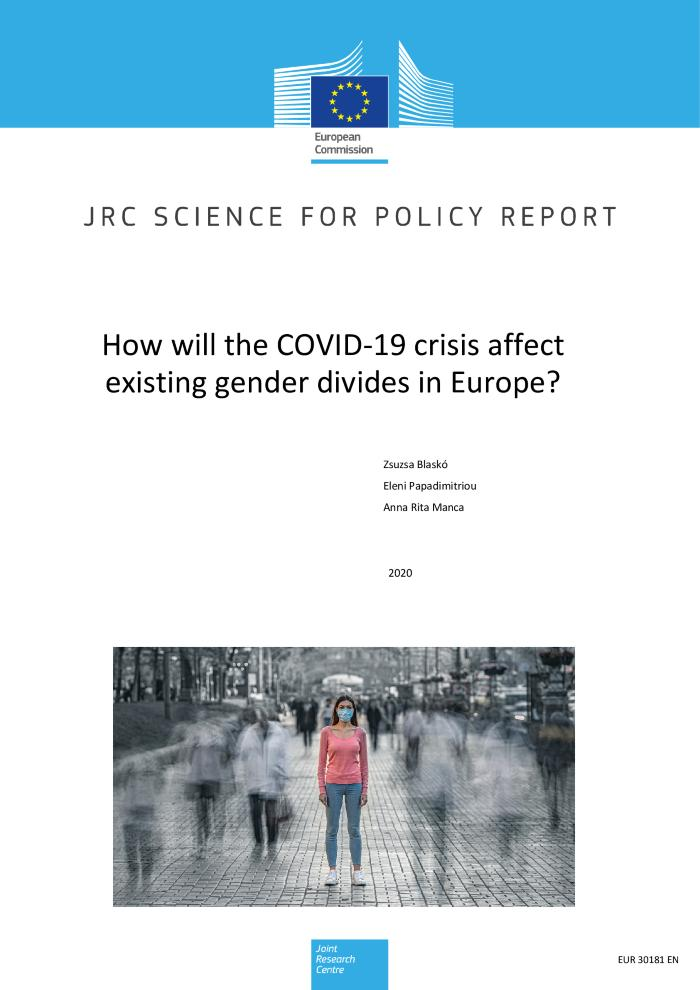 European
Commission
JRC SCIENCE FOR POLICY REPORT
How will the COVID-19 crisis affect
existing gender divides in Europe?
Zsuzsa Blaskó
Eleni Papadimitriou
Anna Rita Manca
2020
Joint
Research
Centre
EUR 30181 EN